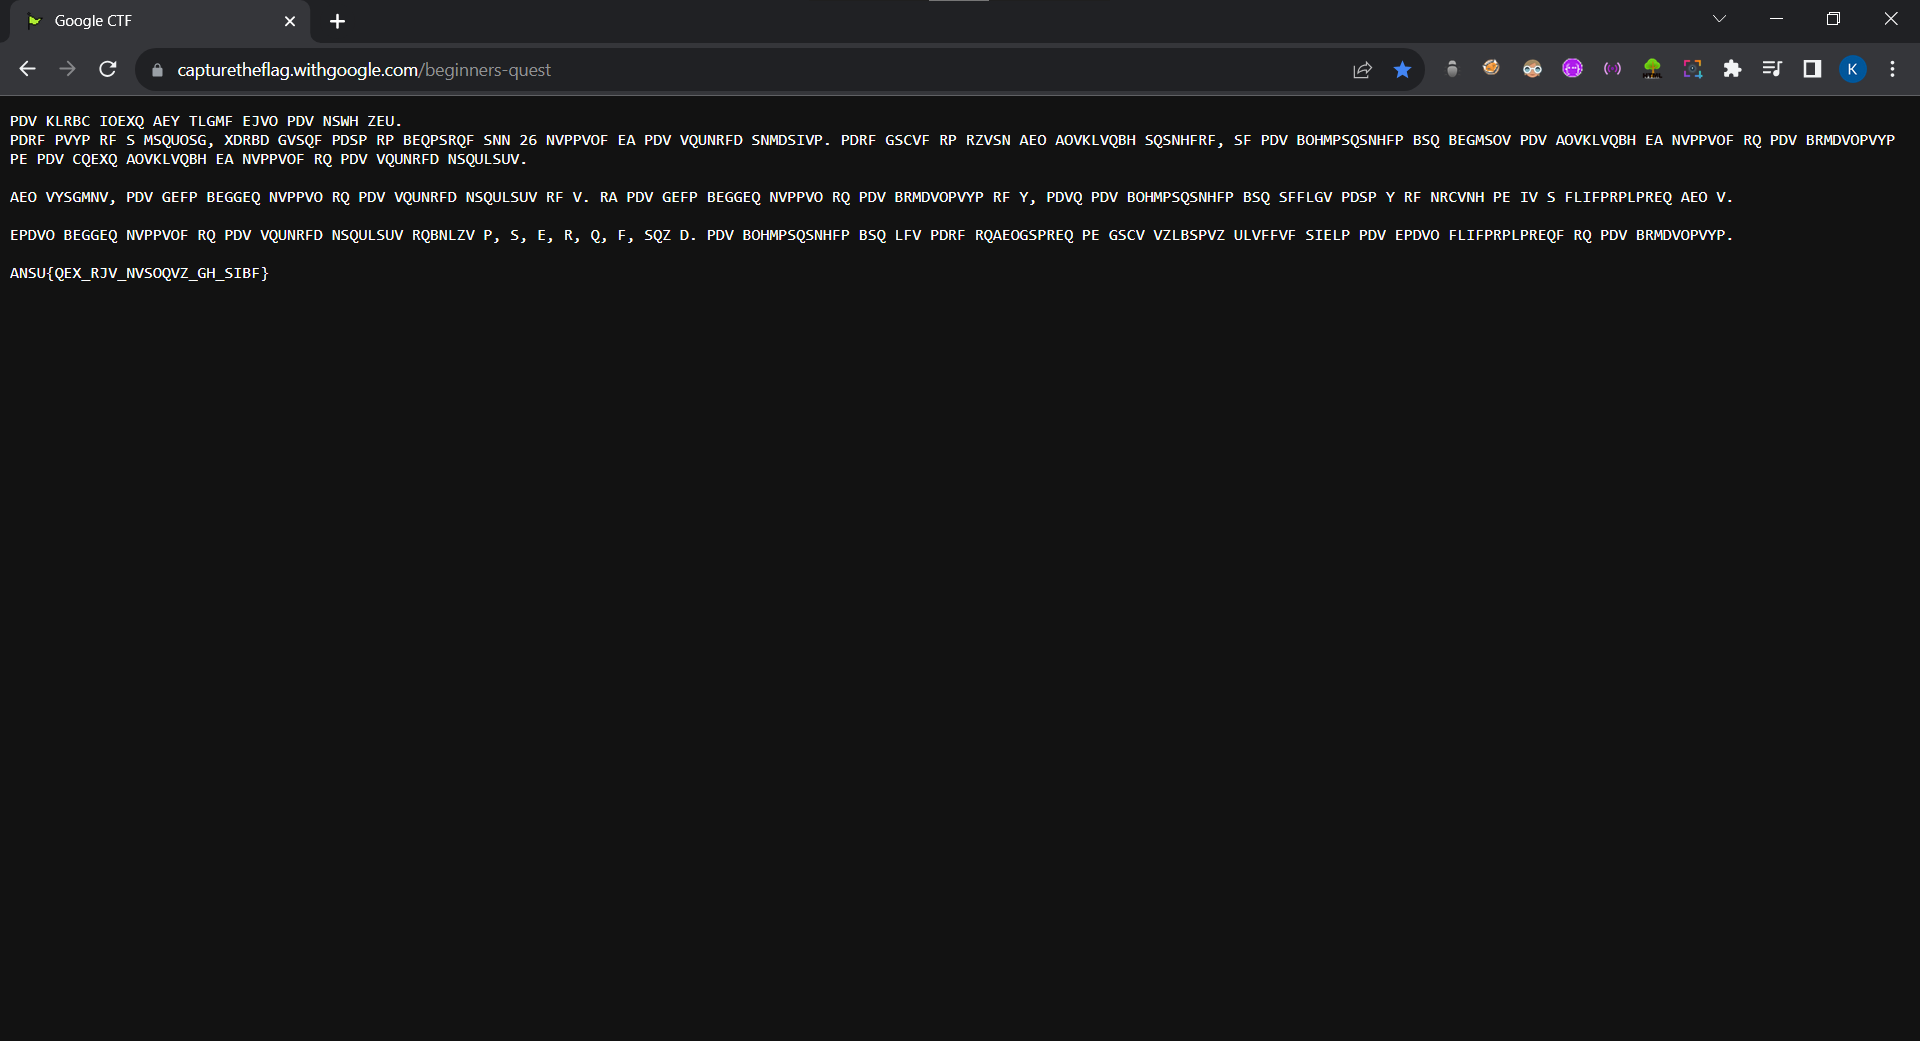 Google CTF
capturetheflag.withgoogle.com/beginners-quest
K
PDV KLRBC IOEXQ AEY TLGMF EJVO PDV NSWH ZEU.
PDRF PVYP RF S MSQUOSG, XDRBD GVSQF PDSP RP BEQPSRQF SNN 26 NVPPVOF EA PDV VQUNRFD SNMDSIVP. PDRF GSCVF RP RZVSN AEO AOVKLVQBH SQSNHFRF, SF PDV BOHMPSQSNHFP BSQ BEGMSOV PDV AOVKLVQBH EA NVPPVOF RQ PDV BRMDVOPVYP
PE PDV CQEXQ AOVKLVQBH EA NVPPVOF RQ PDV VQUNRFD NSQULSUV.
AEO VYSGMNV, PDV GEFP BEGGEQ NVPPVO RQ PDV VQUNRFD NSQULSUV RF V. RA PDV GEFP BEGGEQ NVPPVO RQ PDV BRMDVOPVYP RF Y, PDVQ PDV BOHMPSQSNHFP BSQ SFFLGV PDSP Y RF NRCVNH PE IV S FLIFPRPLPREQ AEO V.
EPDVO BEGGEQ NVPPVOF RQ PDV VQUNRFD NSQULSUV RQBNLZV P, S, E, R, Q, F, SQZ D. PDV BOHMPSQSNHFP BSQ LFV PDRF RQAEOGSPREQ PE GSCV VZLBSPVZ ULVFFVF SIELP PDV EPDVO FLIFPRPLPREQF RQ PDV BRMDVOPVYP.
ANSU{QEX_RJV_NVSOQVZ_GH_SIBF}